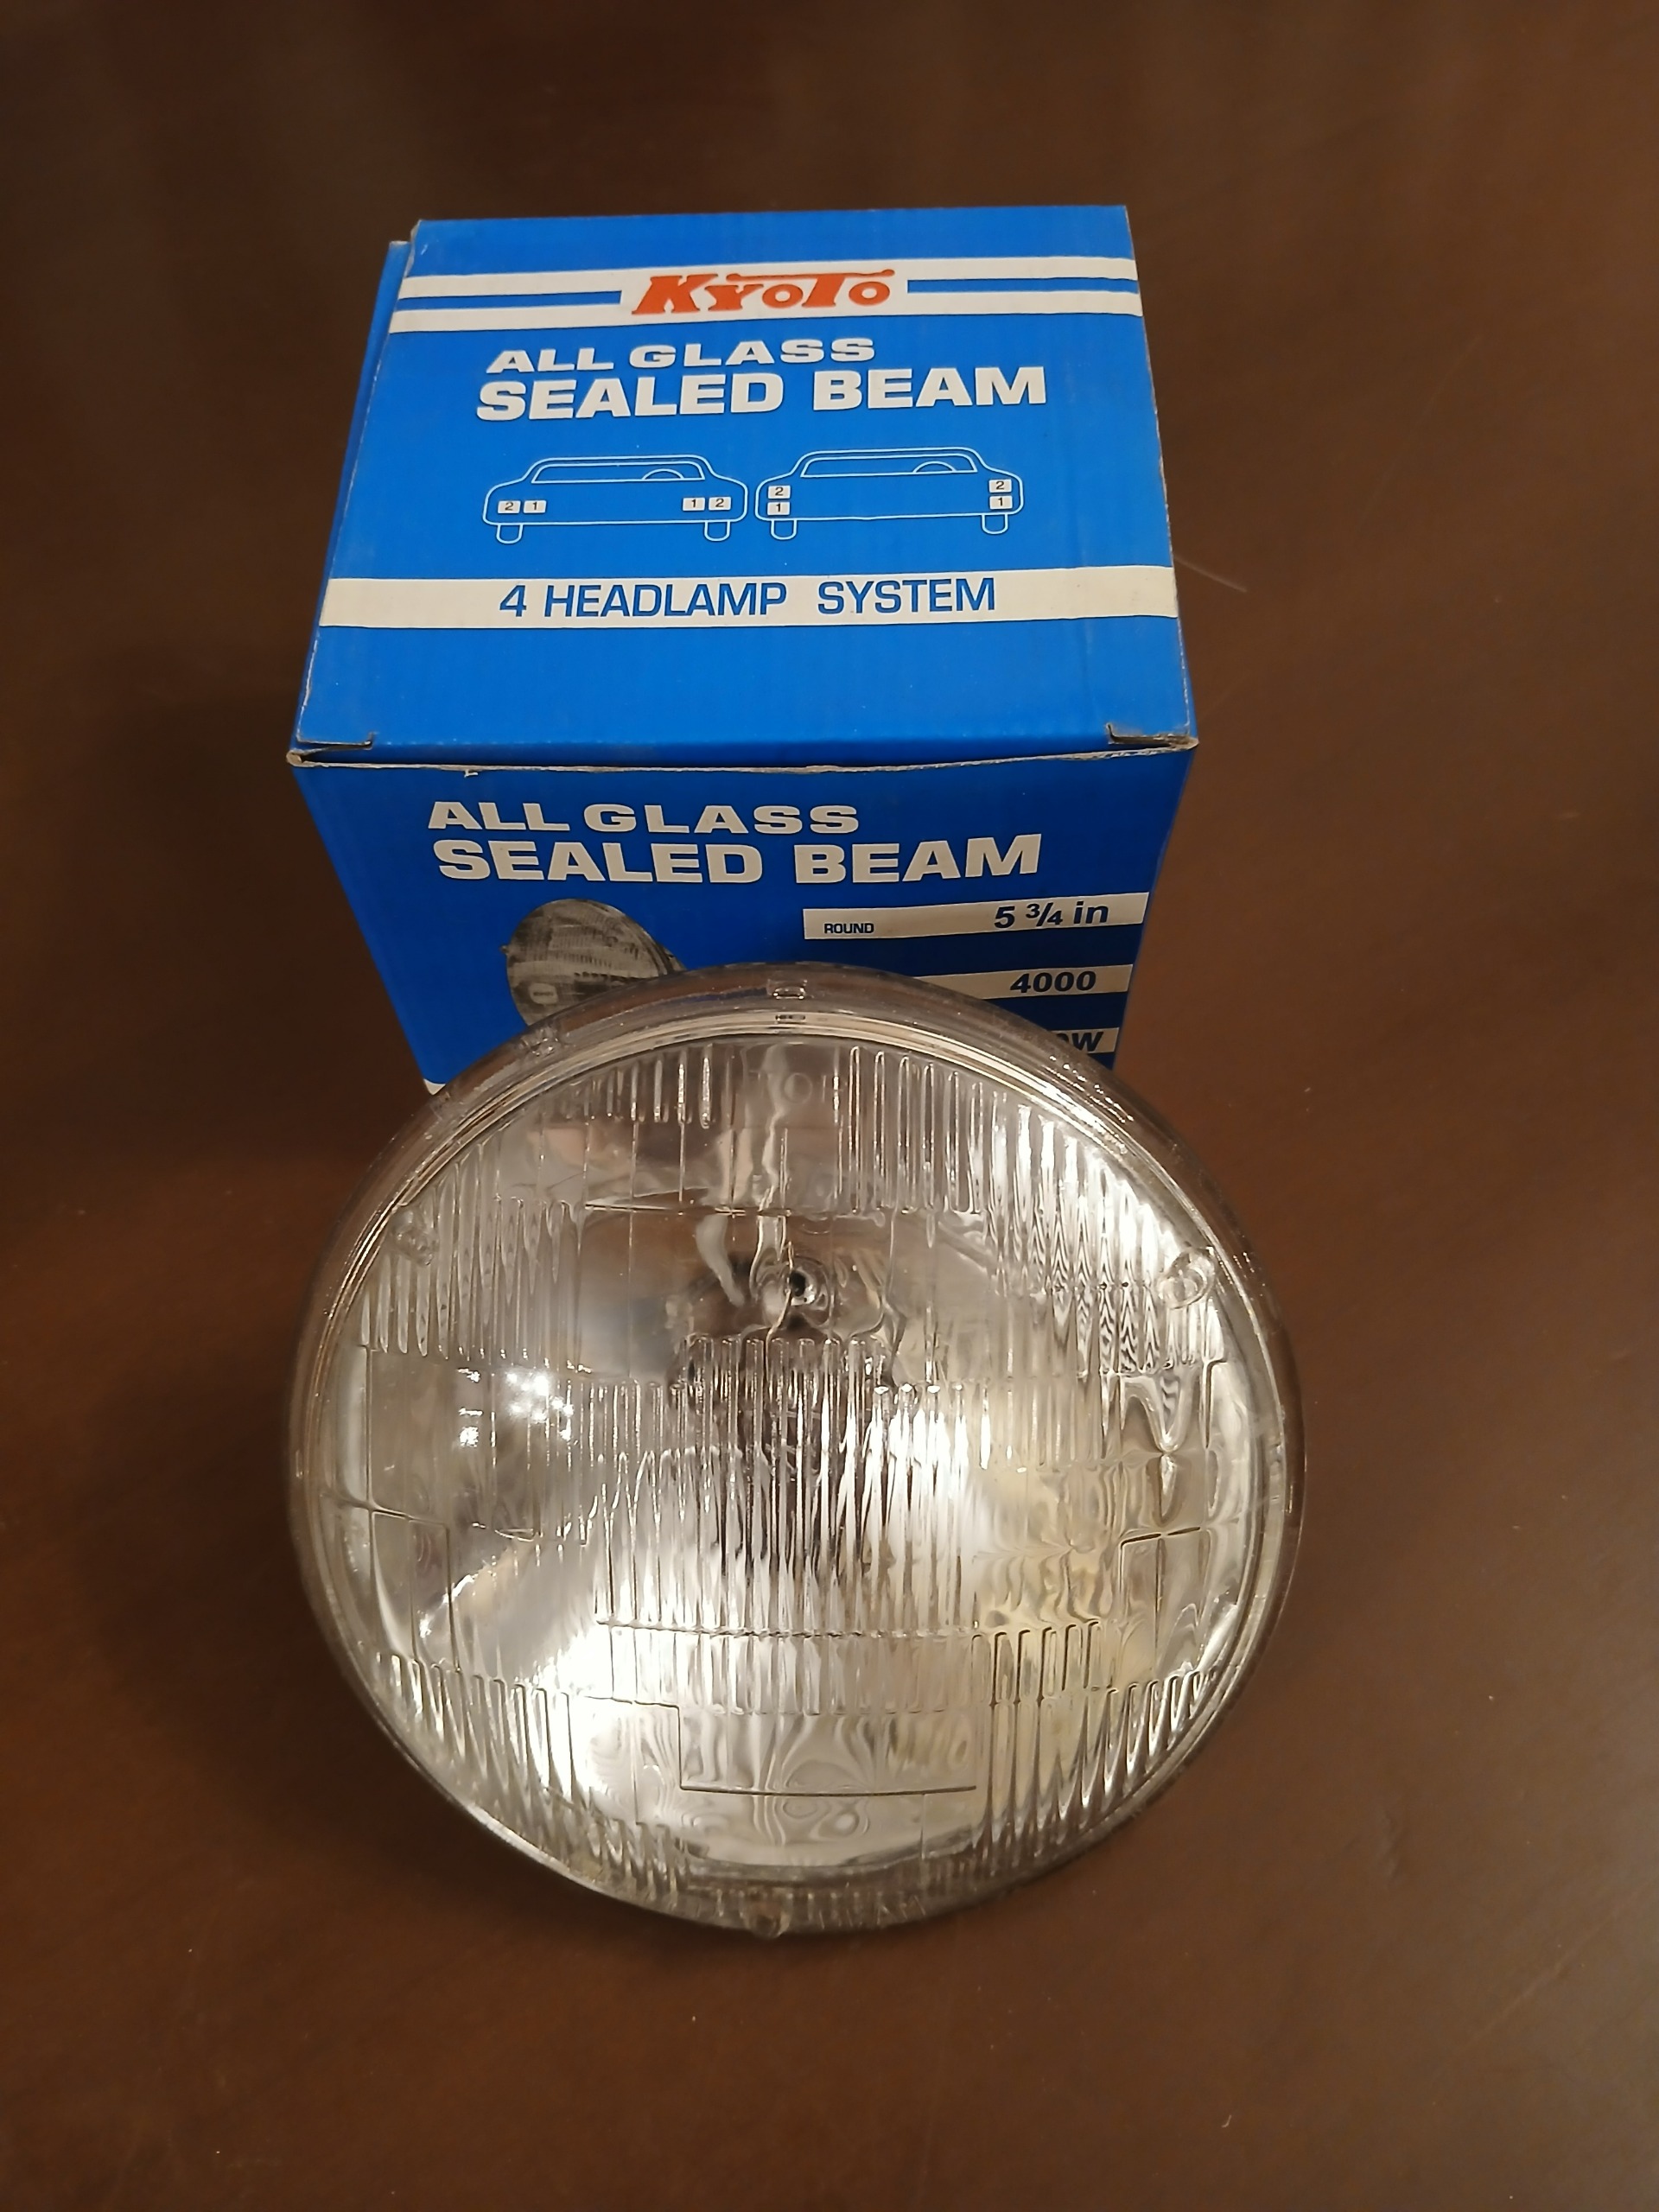 KYOTO
ALL GLASS
SEALED BEAM
2 1 1 2
2 2
1 1
4 HEADLAMP SYSTEM
ALL GLASS
SEALED BEAM
ROUND 5 3/4 in
4000